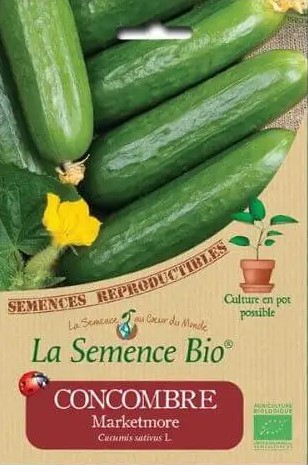 SEMENCES REPRODUCTIBLES
Culture en pot
possible
La Semence au Cœur du Monde
La Semence Bio®
CONCOMBRE
Marketmore
Cucumis sativus L.
AGRICULTURE
BIOLOGIQUE